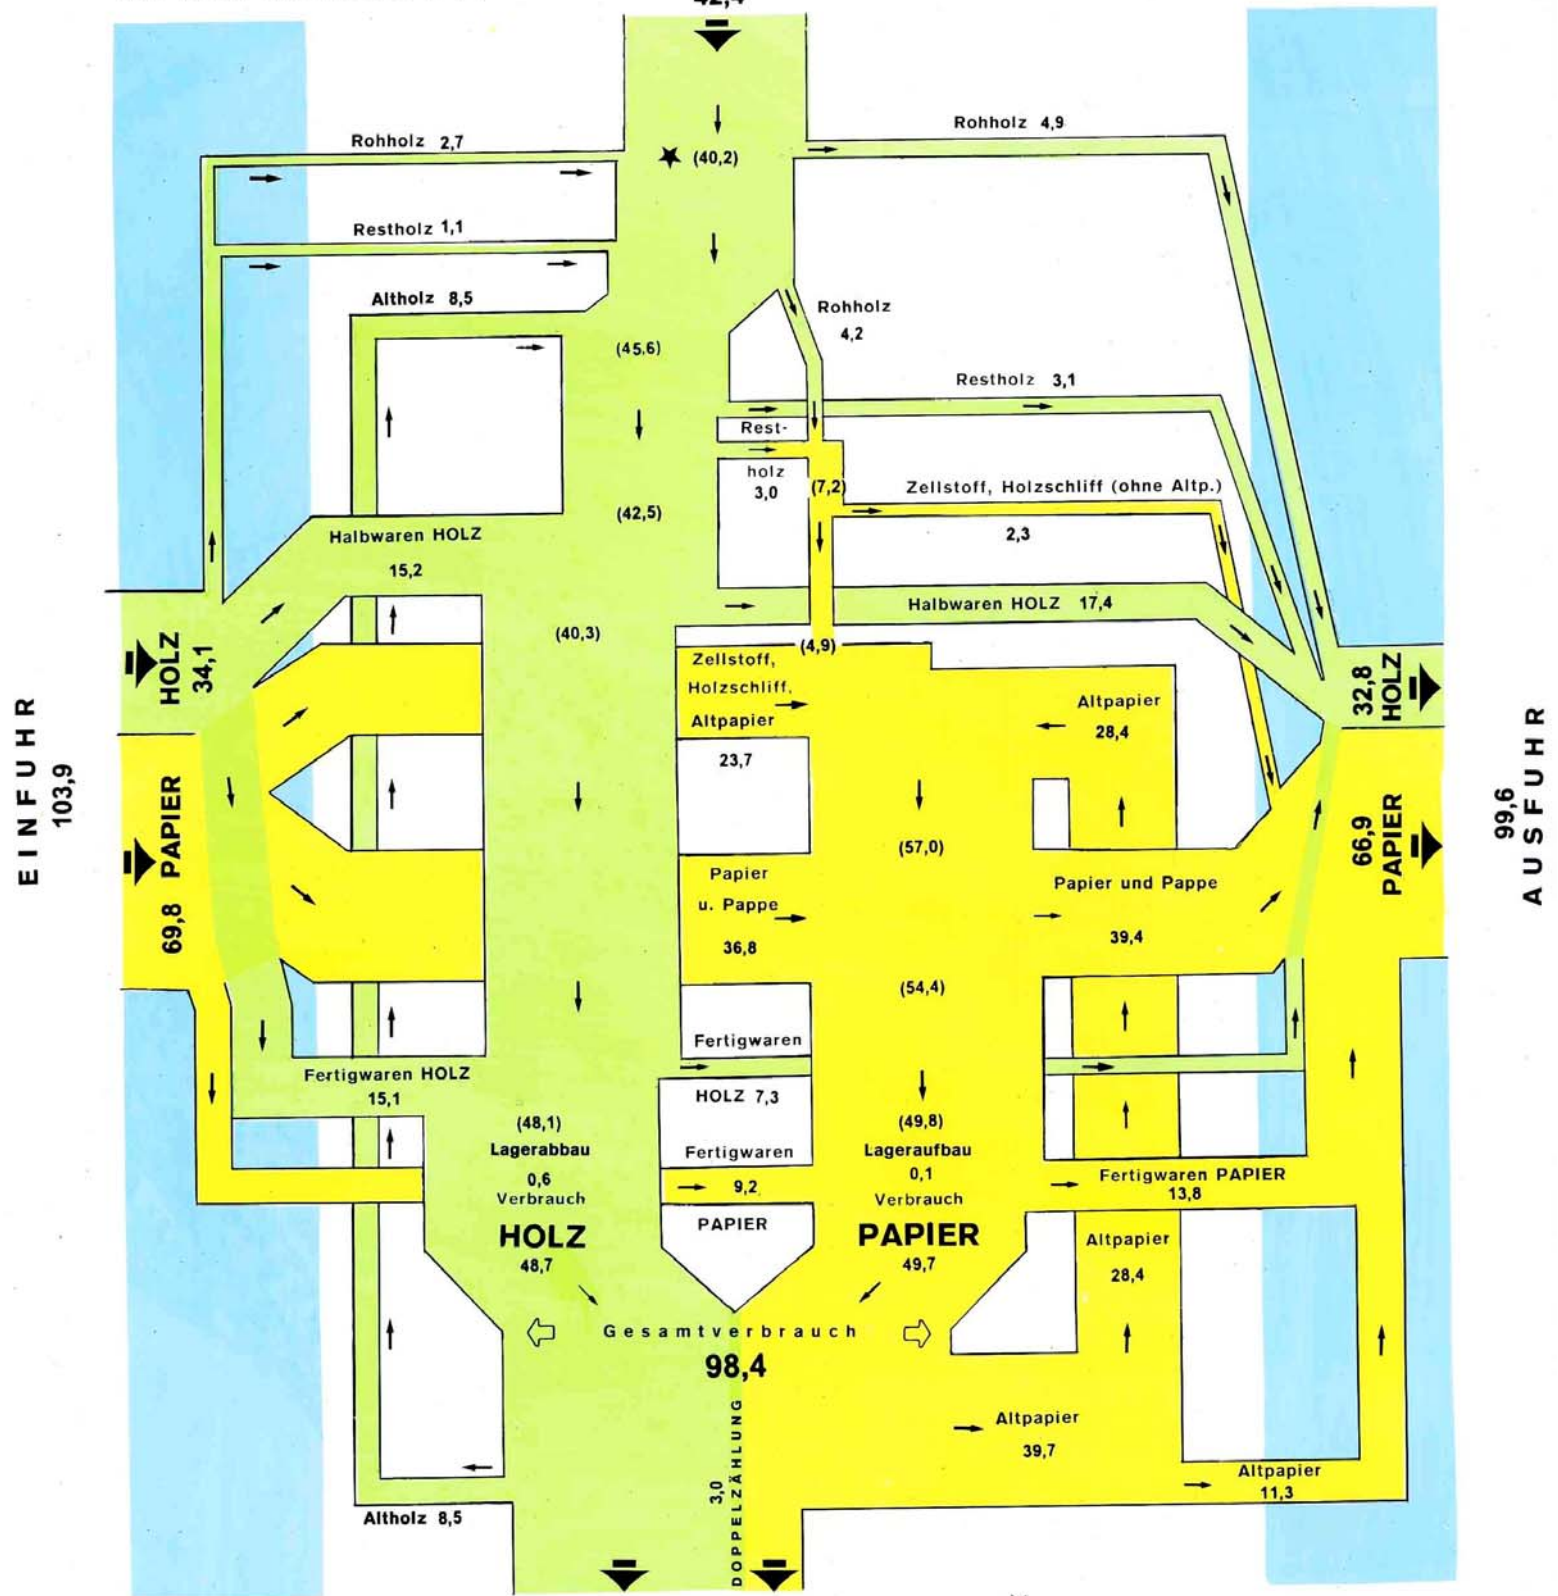 42,4
Rohholz 2,7
Rohholz 4,9
(40,2)
Restholz 1,1
Altholz 8,5
Rohholz
4,2
(45,6)
Restholz 3,1
Rest-
holz
3,0
(7,2)
Zellstoff, Holzschliff (ohne Altp.)
2,3
(42,5)
Halbwaren HOLZ
15,2
Halbwaren HOLZ 17,4
(40,3)
(4,9)
HOLZ
34,1
Zellstoff,
Holzschliff,
Altpapier
23,7
Altpapier
28,4
32,8
HOLZ
EINFUHR
103,9
99,6
AUSFUHR
69,8 PAPIER
66,9
PAPIER
(57,0)
Papier
u. Pappe
36,8
Papier und Pappe
39,4
(54,4)
Fertigwaren
HOLZ 7,3
Fertigwaren HOLZ
15,1
(48,1)
Lagerabbau
0,6
Verbrauch
HOLZ
48,7
Fertigwaren
9,2
PAPIER
(49,8)
Lageraufbau
0,1
Verbrauch
PAPIER
49,7
Fertigwaren PAPIER
13,8
Altpapier
28,4
Gesamtverbrauch
98,4
3,0
DOPPELZÄHLUNG
Altpapier
39,7
Altpapier
11,3
Altholz 8,5